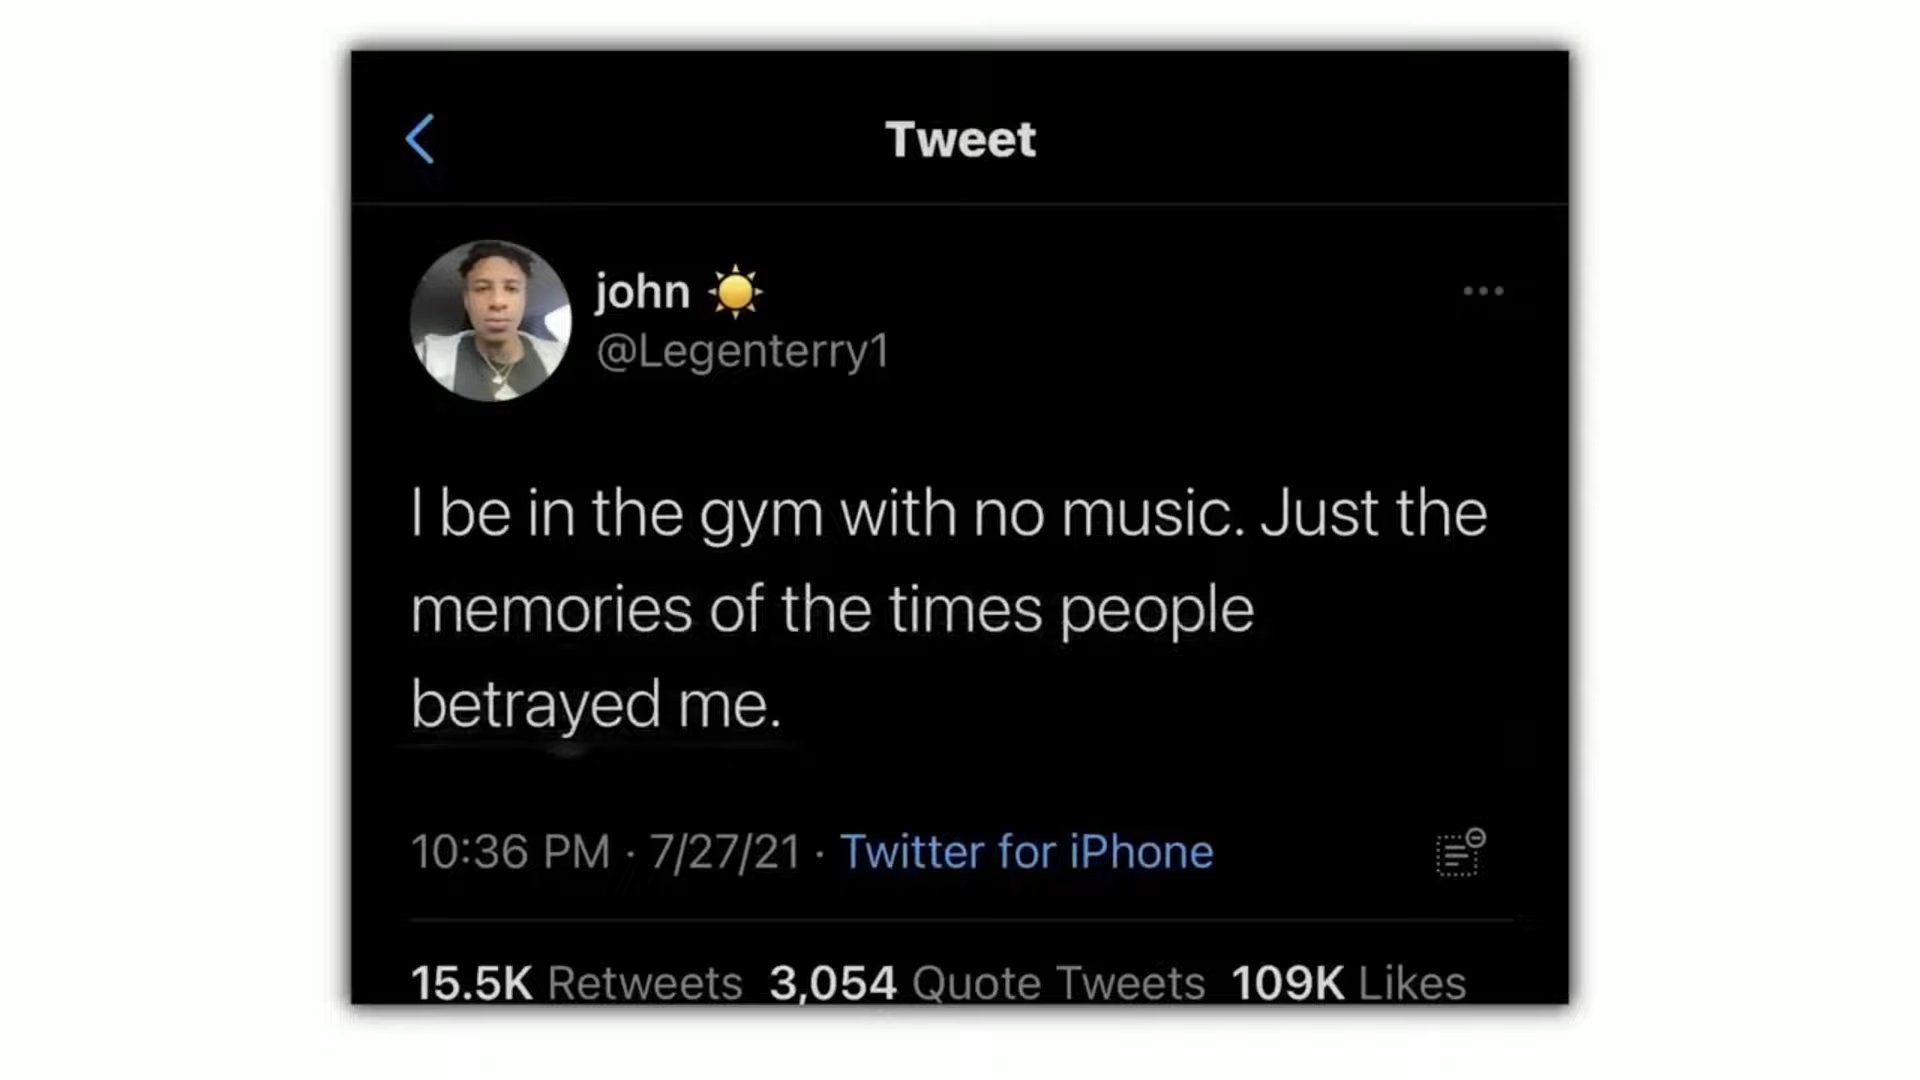 Tweet
john ☀️
@Legenterry1
I be in the gym with no music. Just the
memories of the times people
betrayed me.
10:36 PM · 7/27/21 · Twitter for iPhone
15.5K Retweets 3,054 Quote Tweets 109K Likes